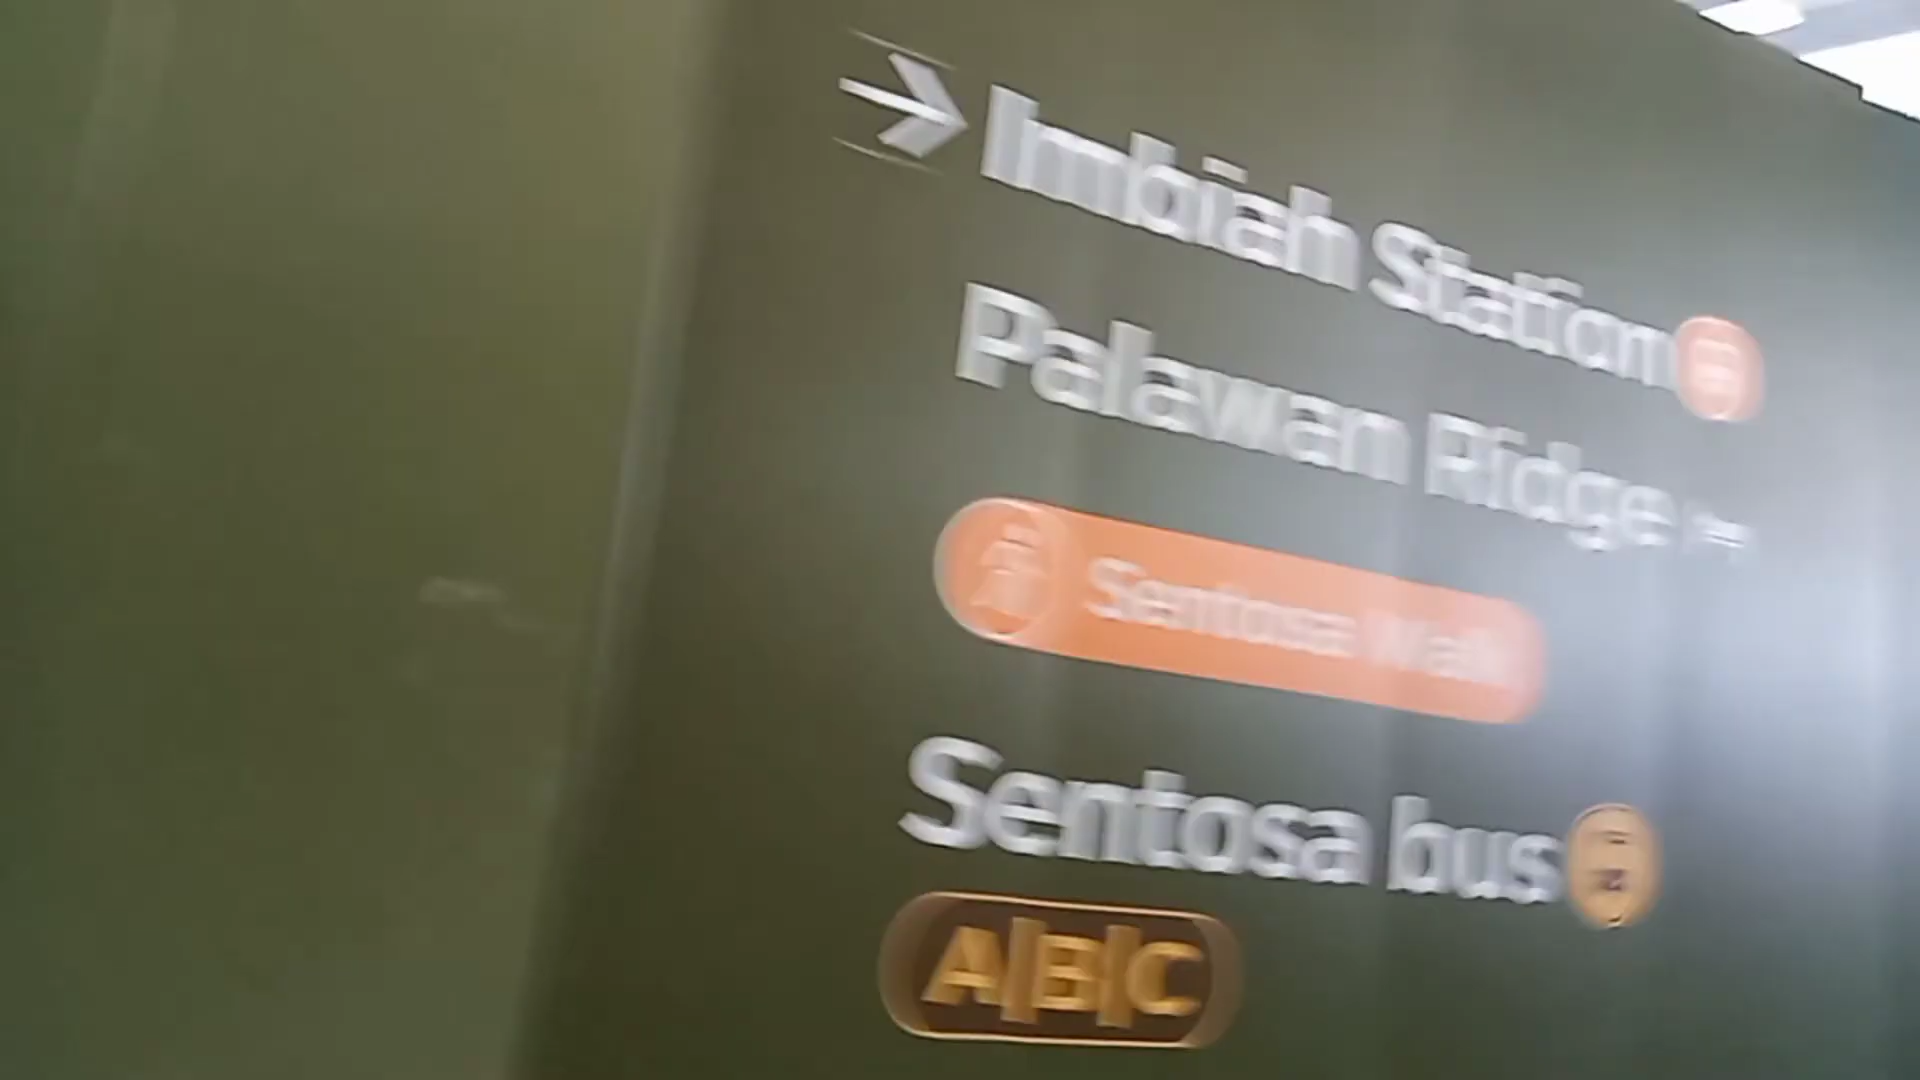 Imbiah Station
Palawan Ridge
Sentosa Walk
Sentosa bus
A|B|C